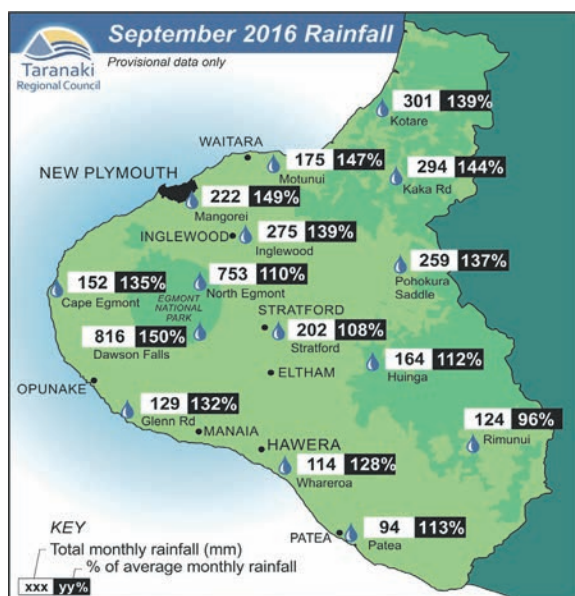 September 2016 Rainfall
Provisional data only
Taranaki
Regional Council
301 139%
Kotare
WAITARA
175 147%
Motunui
294 144%
Kaka Rd
NEW PLYMOUTH
222 149%
Mangorei
INGLEWOOD
275 139%
Inglewood
259 137%
Pohokura
Saddle
152 135%
Cape Egmont
753 110%
North Egmont
EGMONT
NATIONAL
PARK
STRATFORD
816 150%
Dawson Falls
202 108%
Stratford
164 112%
Huinga
ELTHAM
OPUNAKE
129 132%
Glenn Rd
MANAIA
124 96%
Rimunui
HAWERA
114 128%
Whareroa
94 113%
PATEA
Patea
KEY
Total monthly rainfall (mm)
% of average monthly rainfall
xxx yy%